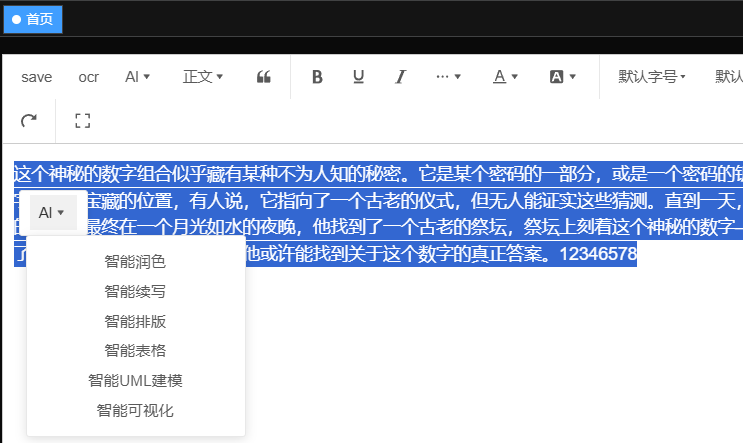 首页
save ocr AI 正文 B U I A A 默认字号 默认
这个神秘的数字组合似乎藏有某种不为人知的秘密。它是某个密码的一部分，或是一个密码的
宝藏的位置，有人说，它指向了一个古老的仪式，但无人能证实这些猜测。直到一天，
AI
最终在一个月光如水的夜晚，他找到了一个古老的祭坛，祭坛上刻着这个神秘的数字
了
他或许能找到关于这个数字的真正答案。12346578
智能润色
智能续写
智能排版
智能表格
智能UML建模
智能可视化